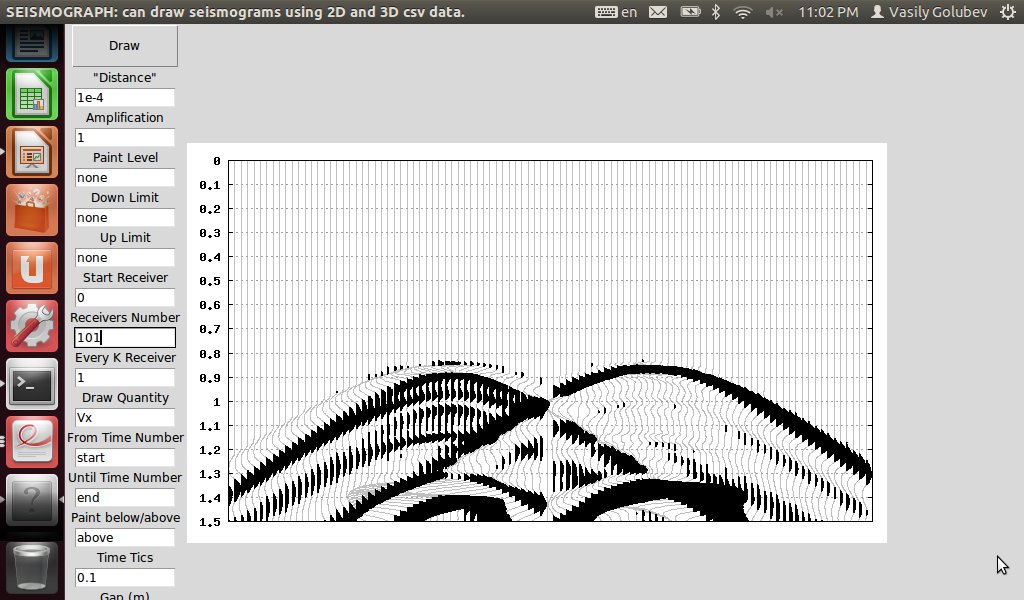 SEISMOGRAPH: can draw seismograms using 2D and 3D csv data.
en
11:02 PM
Vasily Golubev
Draw
"Distance"
1e-4
Amplification
1
Paint Level
none
Down Limit
none
Up Limit
none
Start Receiver
0
Receivers Number
101
Every K Receiver
1
Draw Quantity
Vx
From Time Number
start
Until Time Number
end
Paint below/above
above
Time Tics
0.1
Gap (m)
0
0.1
0.2
0.3
0.4
0.5
0.6
0.7
0.8
0.9
1
1.1
1.2
1.3
1.4
1.5